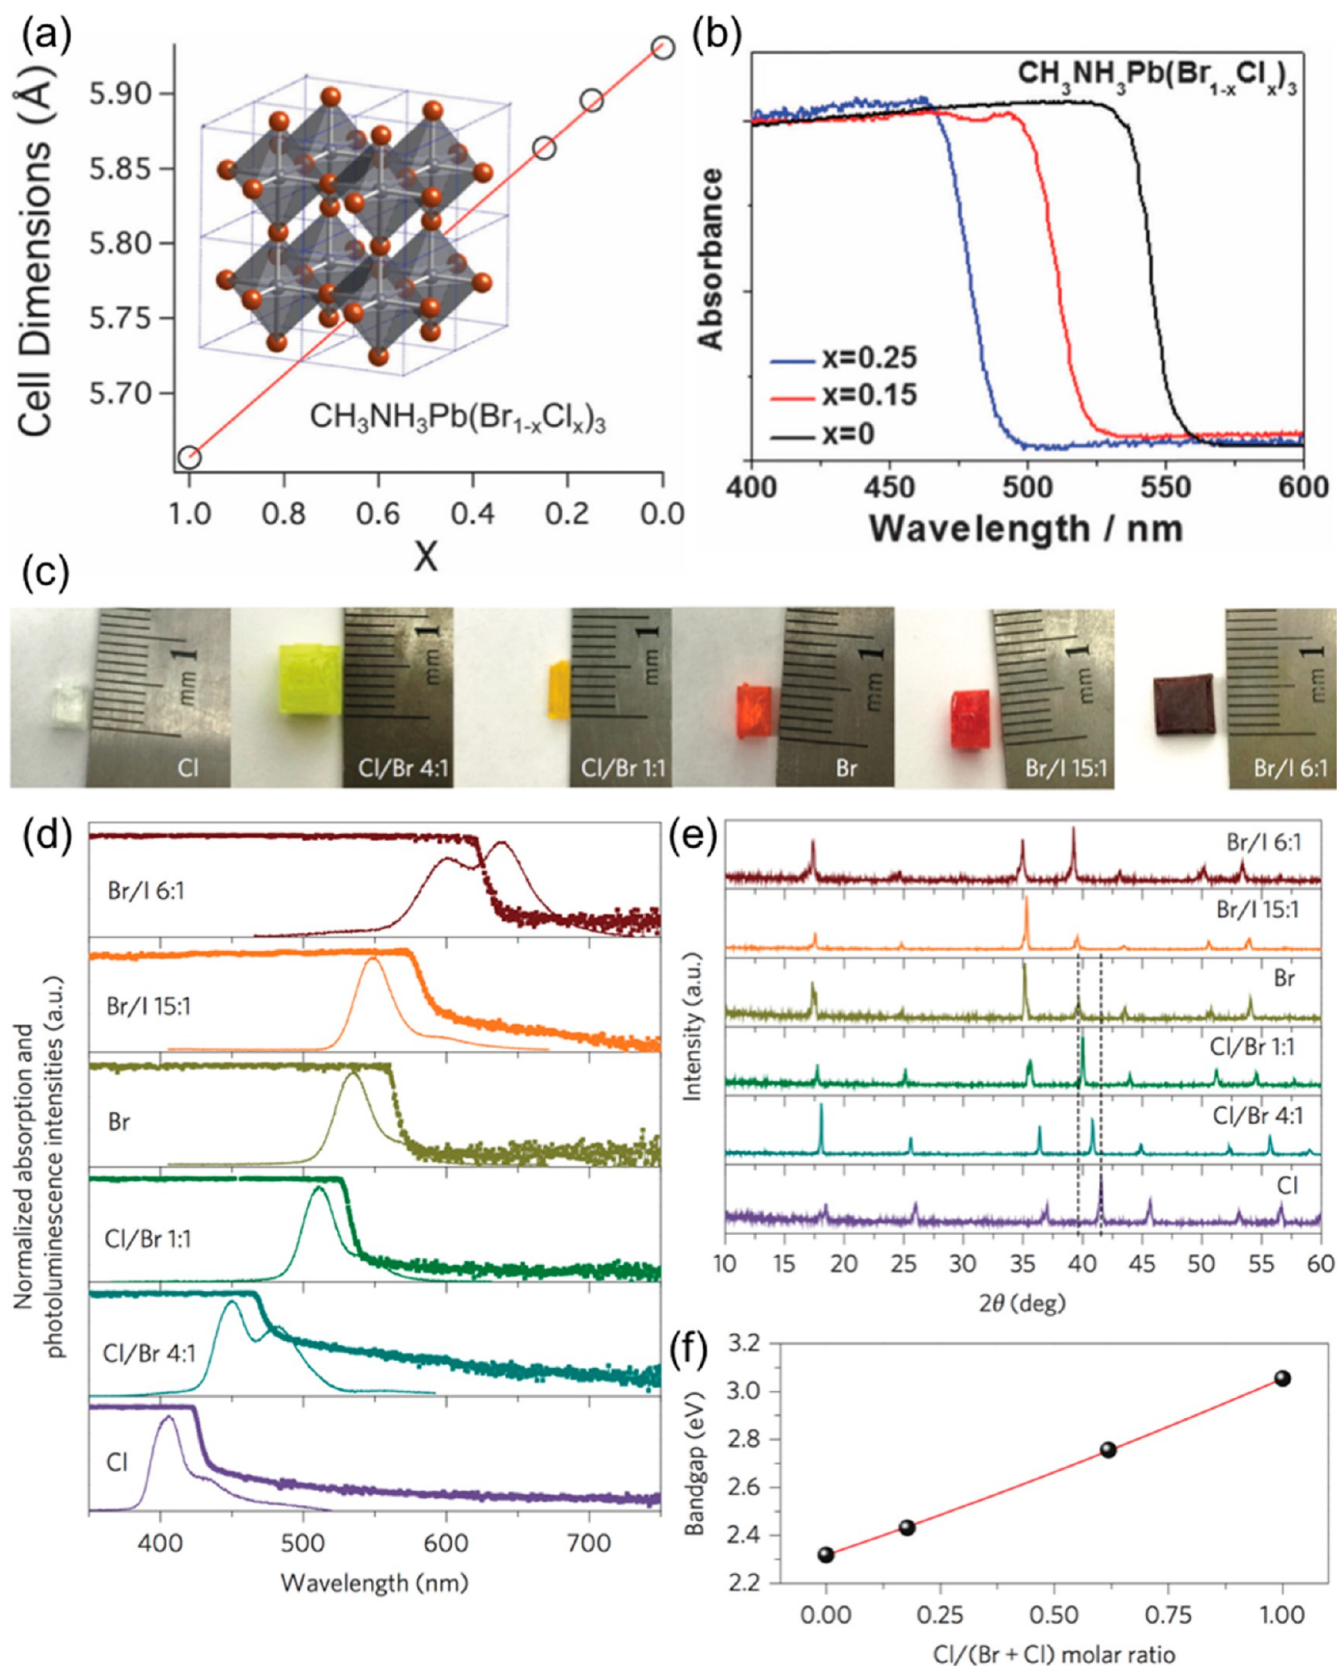 (a)
Cell Dimensions (Å)
5.90
5.85
5.80
5.75
5.70
CH₃NH₃Pb(Br₁₋ₓClₓ)₃
1.0 0.8 0.6 0.4 0.2 0.0
X
(b)
CH₃NH₃Pb(Br₁₋ₓClₓ)₃
Absorbance
x=0.25
x=0.15
x=0
400 450 500 550 600
Wavelength / nm
(c)
1
Cl
mm 1
Cl/Br 4:1
mm 1
Cl/Br 1:1
mm 1
Br
mm 1
Br/I 15:1
mm 1
Br/I 6:1
(d)
Normalized absorption and
photoluminescence intensities (a.u.)
Br/I 6:1
Br/I 15:1
Br
Cl/Br 1:1
Cl/Br 4:1
Cl
400 500 600 700
Wavelength (nm)
(e)
Intensity (a.u.)
Br/I 6:1
Br/I 15:1
Br
Cl/Br 1:1
Cl/Br 4:1
Cl
10 15 20 25 30 35 40 45 50 55 60
2θ (deg)
(f)
Bandgap (eV)
3.2
3.0
2.8
2.6
2.4
2.2
0.00 0.25 0.50 0.75 1.00
Cl/(Br + Cl) molar ratio